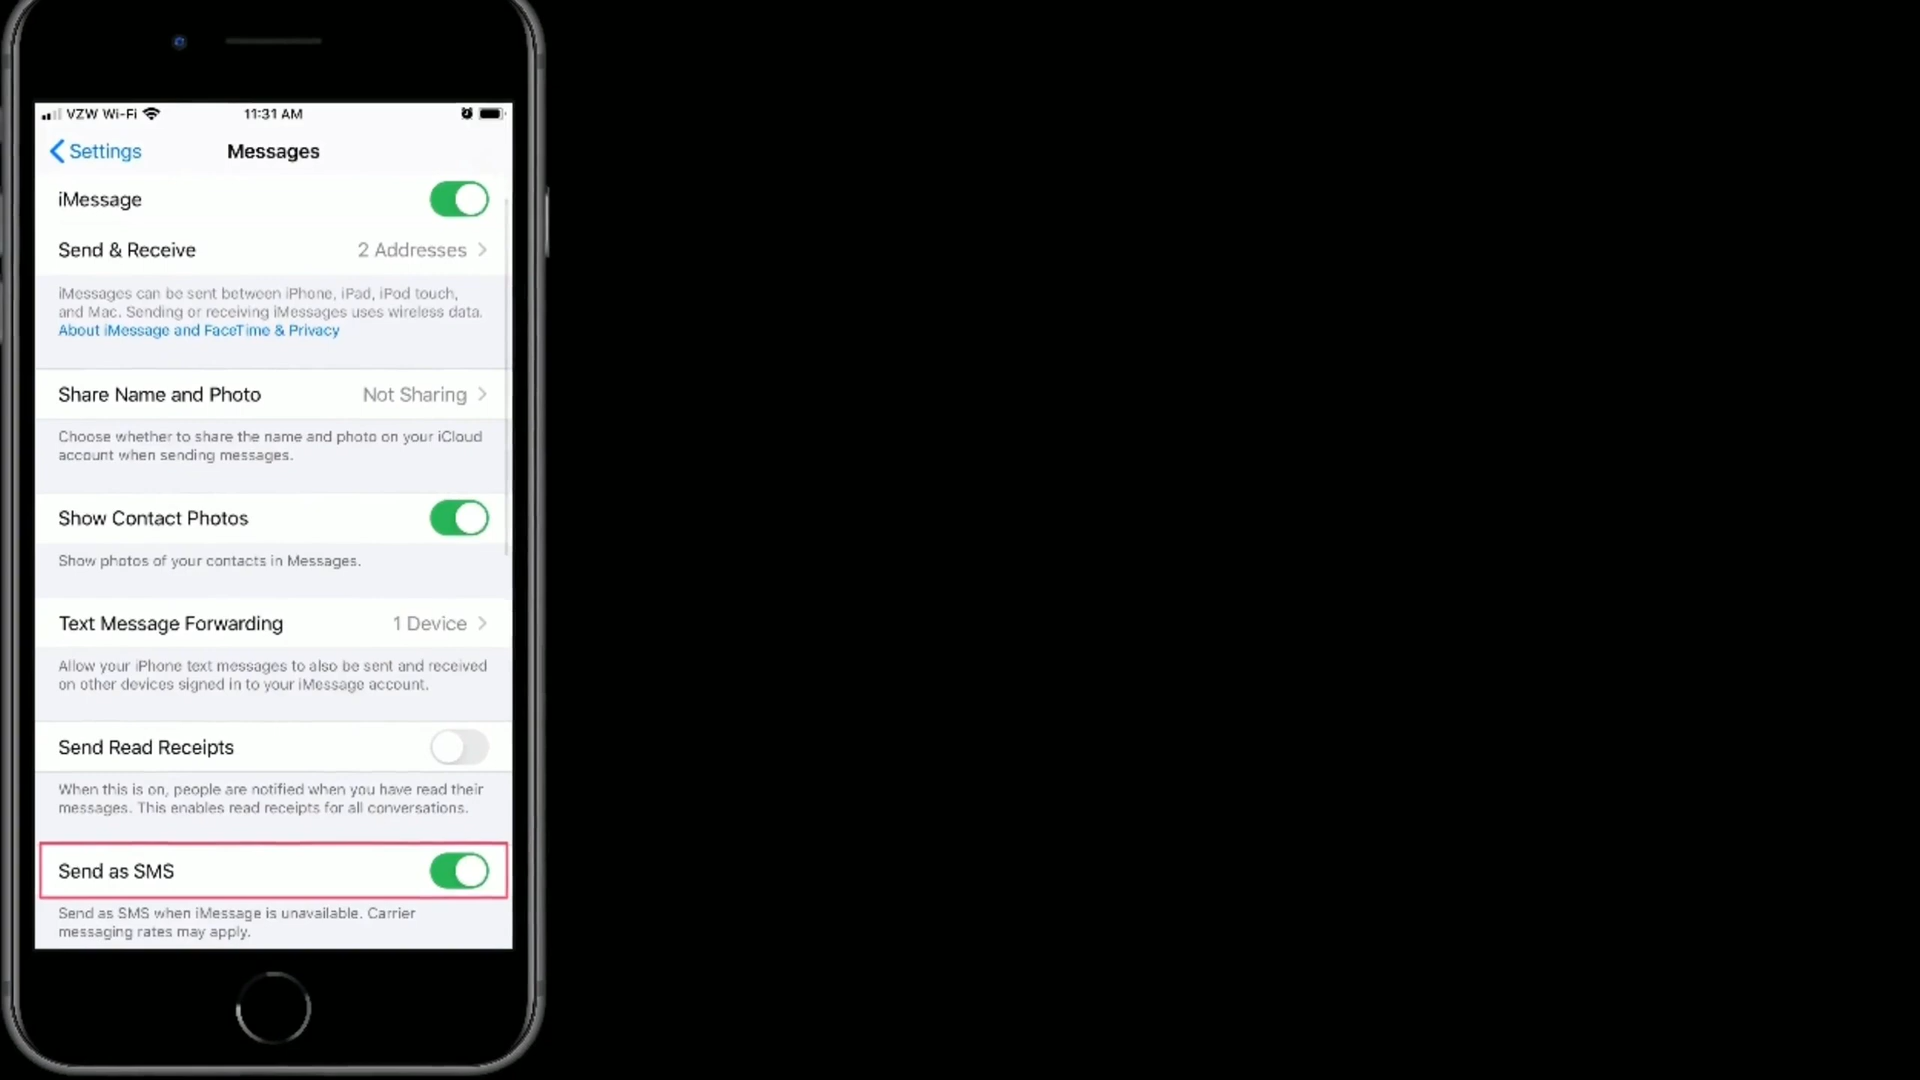 VZW Wi-Fi 11:31 AM
Settings Messages
iMessage
Send & Receive 2 Addresses
iMessages can be sent between iPhone, iPad, iPod touch,
and Mac. Sending or receiving iMessages uses wireless data.
About iMessage and FaceTime & Privacy
Share Name and Photo Not Sharing
Choose whether to share the name and photo on your iCloud
account when sending messages.
Show Contact Photos
Show photos of your contacts in Messages.
Text Message Forwarding 1 Device
Allow your iPhone text messages to also be sent and received
on other devices signed in to your iMessage account.
Send Read Receipts
When this is on, people are notified when you have read their
messages. This enables read receipts for all conversations.
Send as SMS
Send as SMS when iMessage is unavailable. Carrier
messaging rates may apply.